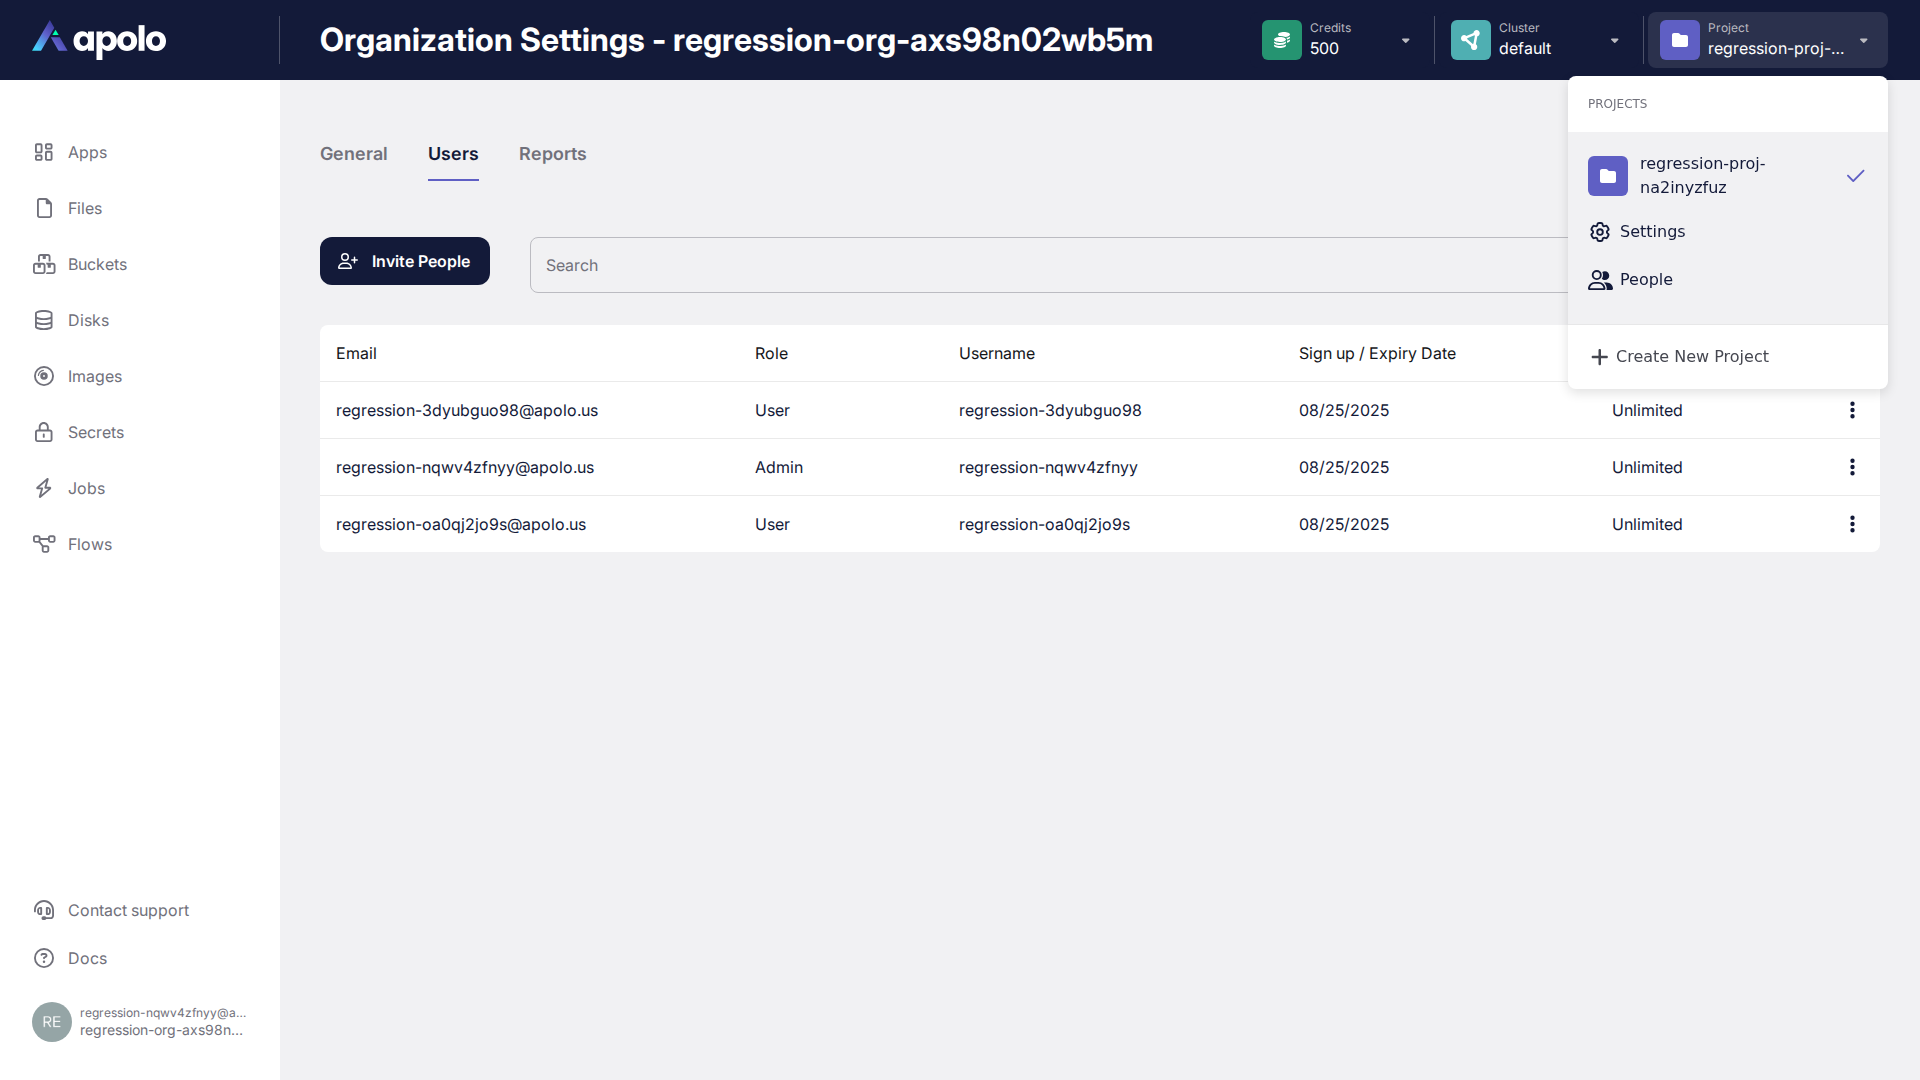 apolo
Organization Settings - regression-org-axs98n02wb5m
Credits
500
Cluster
default
Project
regression-proj-...
PROJECTS
regression-proj-
na2inyzfuz
Settings
People
Create New Project
Apps
Files
Buckets
Disks
Images
Secrets
Jobs
Flows
General
Users
Reports
Invite People
Search
Email
Role
Username
Sign up / Expiry Date
regression-3dyubguo98@apolo.us
User
regression-3dyubguo98
08/25/2025
Unlimited
regression-nqwv4zfnyy@apolo.us
Admin
regression-nqwv4zfnyy
08/25/2025
Unlimited
regression-oa0qj2jo9s@apolo.us
User
regression-oa0qj2jo9s
08/25/2025
Unlimited
Contact support
Docs
RE
regression-nqwv4zfnyy@a...
regression-org-axs98n...